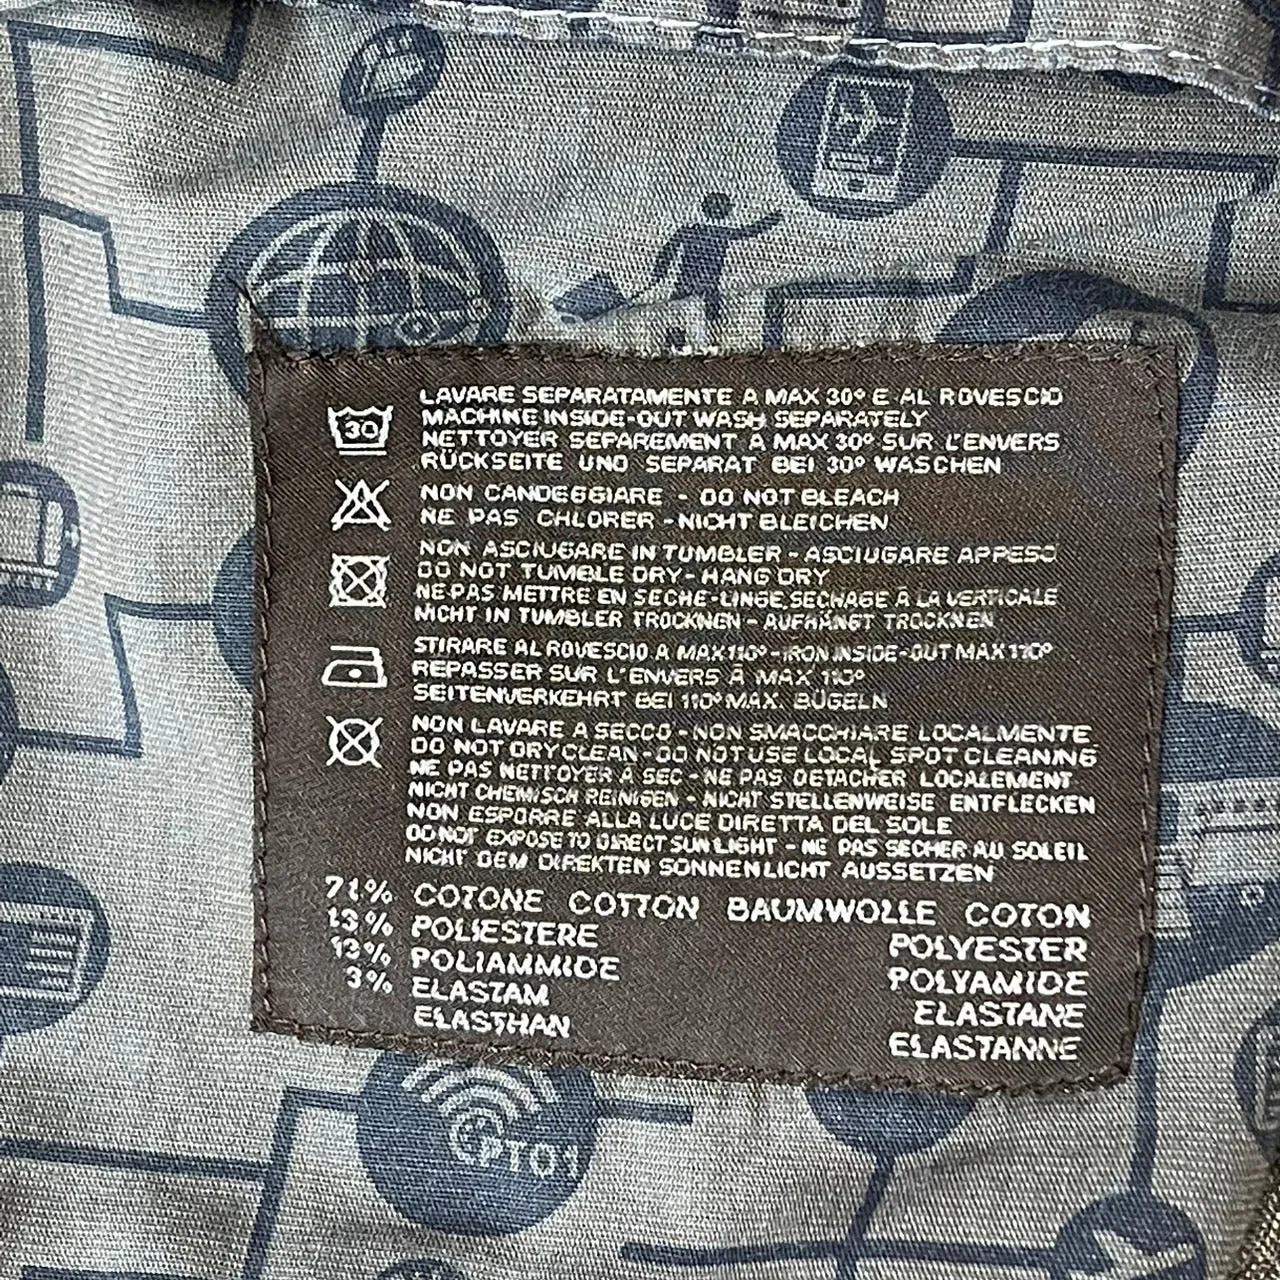 30
LAVARE SEPARATAMENTE A MAX 30° E AL ROVESCIO
MACHINE INSIDE-OUT WASH SEPARATELY
NETTOYER SEPAREMENT A MAX 30° SUR L'ENVERS
RÜCKSEITE UND SEPARAT BEI 30° WASCHEN
NON CANDEGGIARE - DO NOT BLEACH
NE PAS CHLORER - NICHT BLEICHEN
NON ASCIUGARE IN TUMBLER - ASCIUGARE APPESO
DO NOT TUMBLE DRY - HANG DRY
NE PAS METTRE EN SECHE-LINGE, SECHAGE À LA VERTICALE
NICHT IN TUMBLER TROCKNEN - AUFHÄNGT TROCKNEN
STIRARE AL ROVESCIO A MAX 110° - IRON INSIDE-OUT MAX 110°
REPASSER SUR L'ENVERS À MAX 110°
SEITENVERKEHRT BEI 110° MAX. BÜGELN
NON LAVARE A SECCO - NON SMACCHIARE LOCALMENTE
DO NOT DRY CLEAN - DO NOT USE LOCAL SPOT CLEANING
NE PAS NETTOYER À SEC - NE PAS DETACHER LOCALEMENT
NICHT CHEMISCH REINIGEN - NICHT STELLENWEISE ENTFLECKEN
NON ESPORRE ALLA LUCE DIRETTA DEL SOLE
DO NOT EXPOSE TO DIRECT SUN LIGHT - NE PAS SECHER AU SOLEIL
NICHT DEM DIREKTEN SONNENLICHT AUSSETZEN
71% COTONE COTTON BAUMWOLLE COTON
13% POLIESTERE POLYESTER
13% POLIAMMIDE POLYAMIDE
3% ELASTAM ELASTANE
ELASTHAN ELASTANNE
PT01